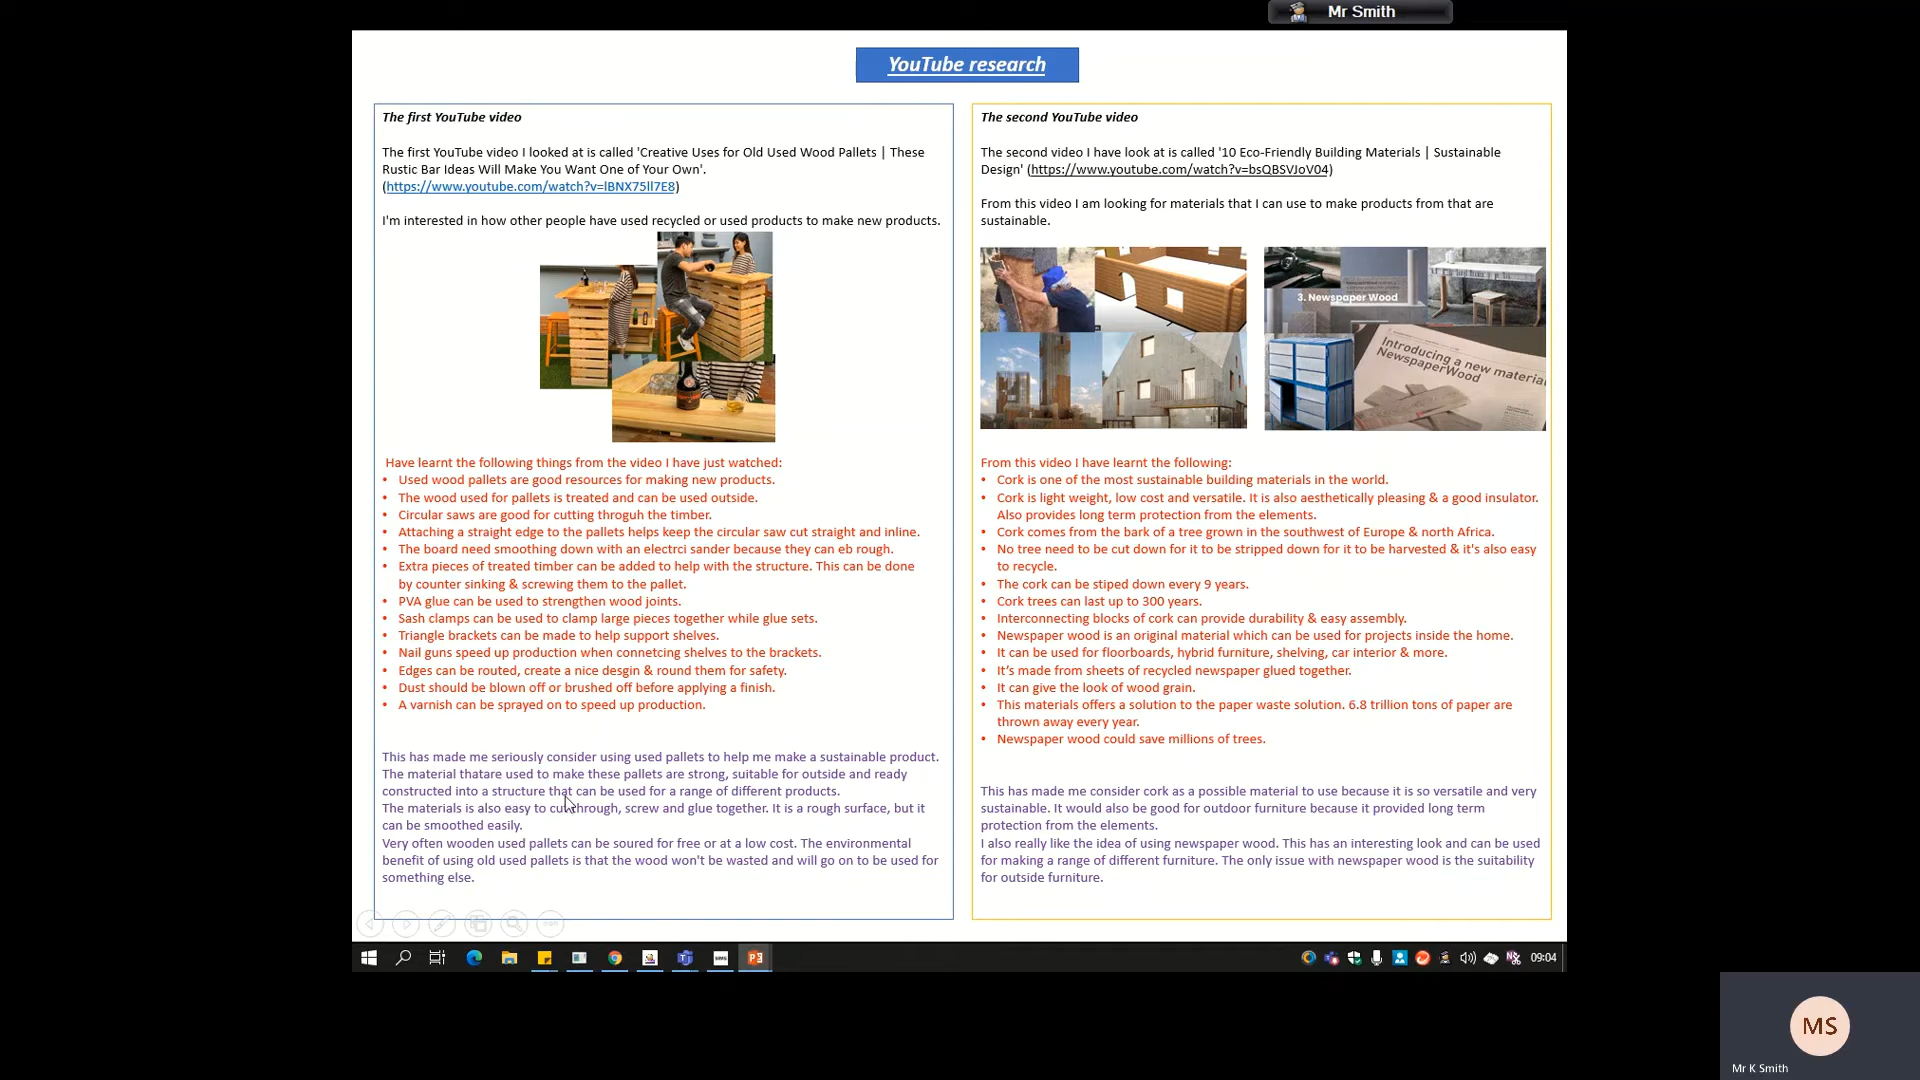 Mr Smith
YouTube research
The first YouTube video
The first YouTube video I looked at is called 'Creative Uses for Old Used Wood Pallets | These
Rustic Bar Ideas Will Make You Want One of Your Own'.
(https://www.youtube.com/watch?v=lBNX75ll7E8)
I'm interested in how other people have used recycled or used products to make new products.
Have learnt the following things from the video I have just watched:
• Used wood pallets are good resources for making new products.
• The wood used for pallets is treated and can be used outside.
• Circular saws are good for cutting throguh the timber.
• Attaching a straight edge to the pallets helps keep the circular saw cut straight and inline.
• The board need smoothing down with an electrci sander because they can eb rough.
• Extra pieces of treated timber can be added to help with the structure. This can be done
by counter sinking & screwing them to the pallet.
• PVA glue can be used to strengthen wood joints.
• Sash clamps can be used to clamp large pieces together while glue sets.
• Triangle brackets can be made to help support shelves.
• Nail guns speed up production when connetcing shelves to the brackets.
• Edges can be routed, create a nice desgin & round them for safety.
• Dust should be blown off or brushed off before applying a finish.
• A varnish can be sprayed on to speed up production.
This has made me seriously consider using used pallets to help me make a sustainable product.
The material thatare used to make these pallets are strong, suitable for outside and ready
constructed into a structure that can be used for a range of different products.
The materials is also easy to cut through, screw and glue together. It is a rough surface, but it
can be smoothed easily.
Very often wooden used pallets can be soured for free or at a low cost. The environmental
benefit of using old used pallets is that the wood won't be wasted and will go on to be used for
something else.
The second YouTube video
The second video I have look at is called '10 Eco-Friendly Building Materials | Sustainable
Design' (https://www.youtube.com/watch?v=bsQBSVJoV04)
From this video I am looking for materials that I can use to make products from that are
sustainable.
3. Newspaper Wood
Introducing a new material
NewspaperWood
From this video I have learnt the following:
• Cork is one of the most sustainable building materials in the world.
• Cork is light weight, low cost and versatile. It is also aesthetically pleasing & a good insulator.
Also provides long term protection from the elements.
• Cork comes from the bark of a tree grown in the southwest of Europe & north Africa.
• No tree need to be cut down for it to be stripped down for it to be harvested & it's also easy
to recycle.
• The cork can be stiped down every 9 years.
• Cork trees can last up to 300 years.
• Interconnecting blocks of cork can provide durability & easy assembly.
• Newspaper wood is an original material which can be used for projects inside the home.
• It can be used for floorboards, hybrid furniture, shelving, car interior & more.
• It's made from sheets of recycled newspaper glued together.
• It can give the look of wood grain.
• This materials offers a solution to the paper waste solution. 6.8 trillion tons of paper are
thrown away every year.
• Newspaper wood could save millions of trees.
This has made me consider cork as a possible material to use because it is so versatile and very
sustainable. It would also be good for outdoor furniture because it provided long term
protection from the elements.
I also really like the idea of using newspaper wood. This has an interesting look and can be used
for making a range of different furniture. The only issue with newspaper wood is the suitability
for outside furniture.
09:04
MS
Mr K Smith